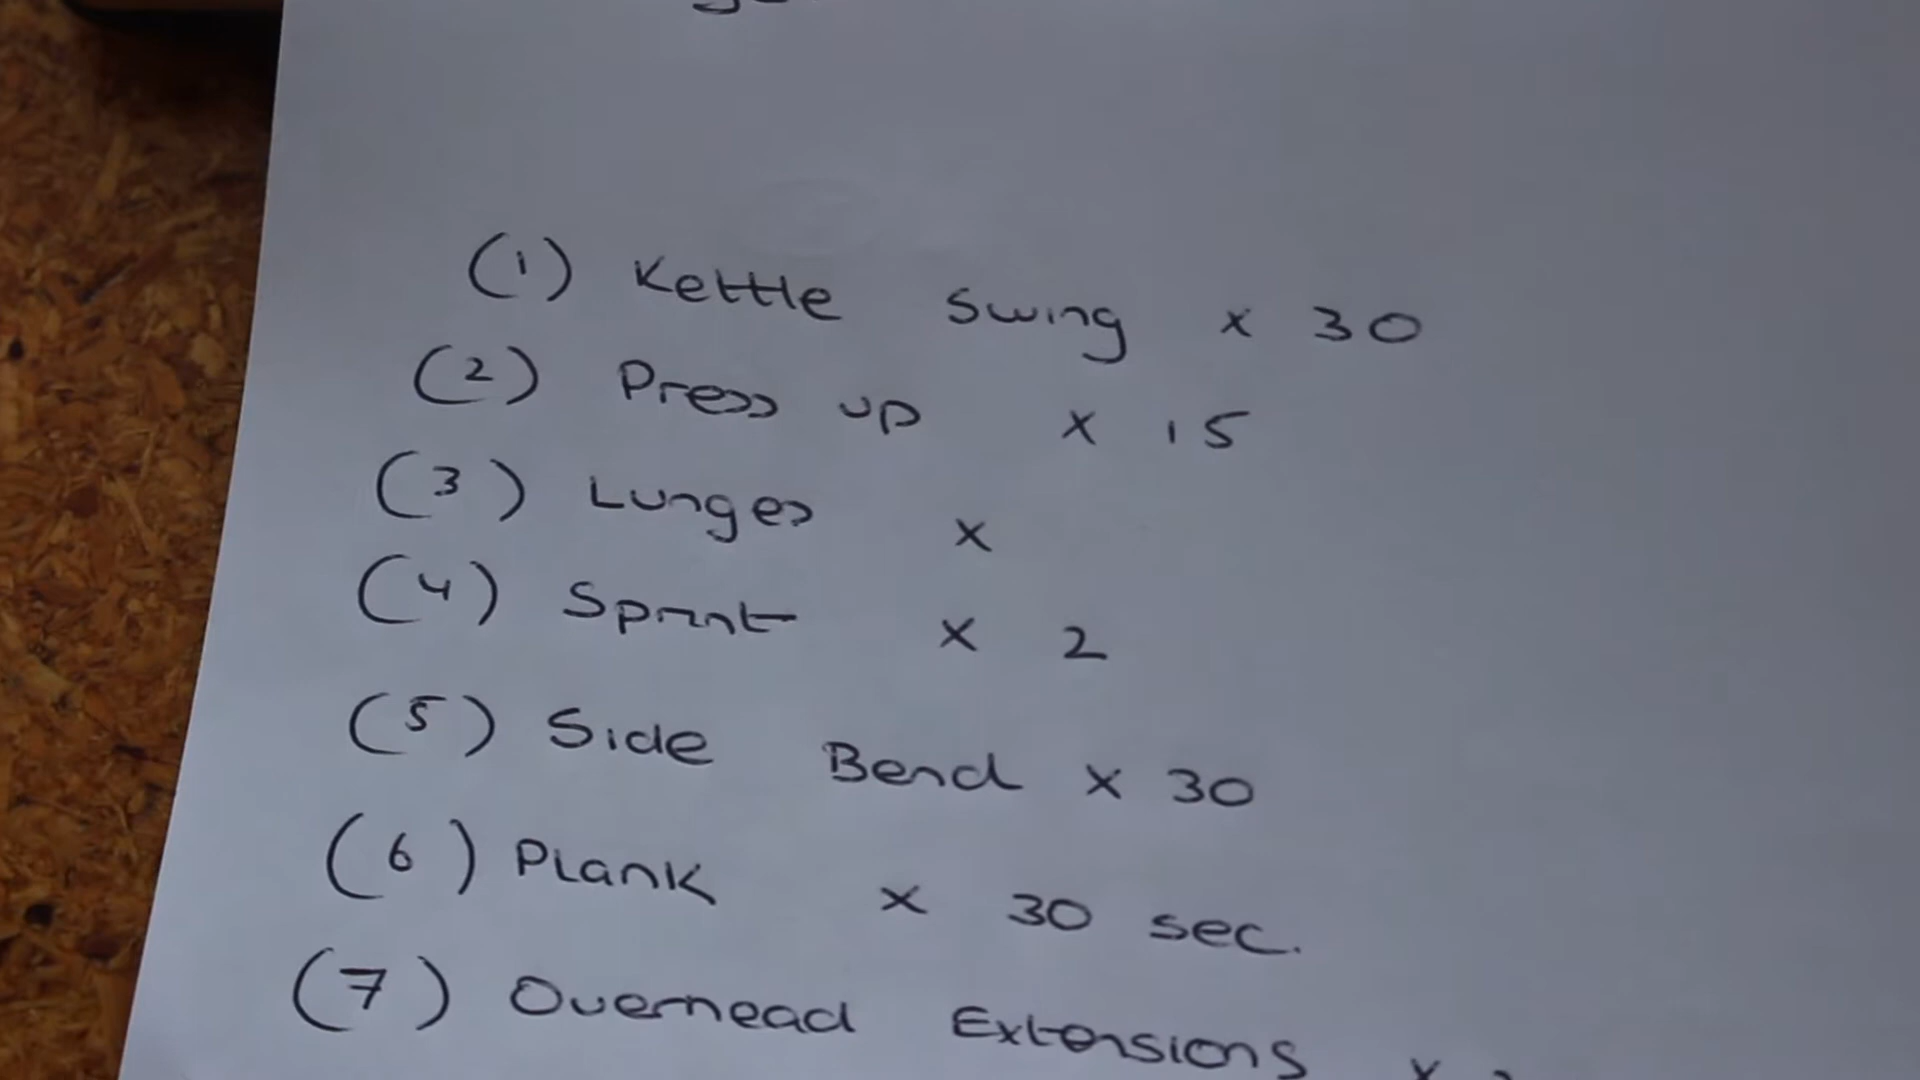 (1) Kettle Swing x 30
(2) Press up x 15
(3) Lunges x
(4) Sprint x 2
(5) Side Bend x 30
(6) Plank x 30 sec.
(7) Overhead Extensions x